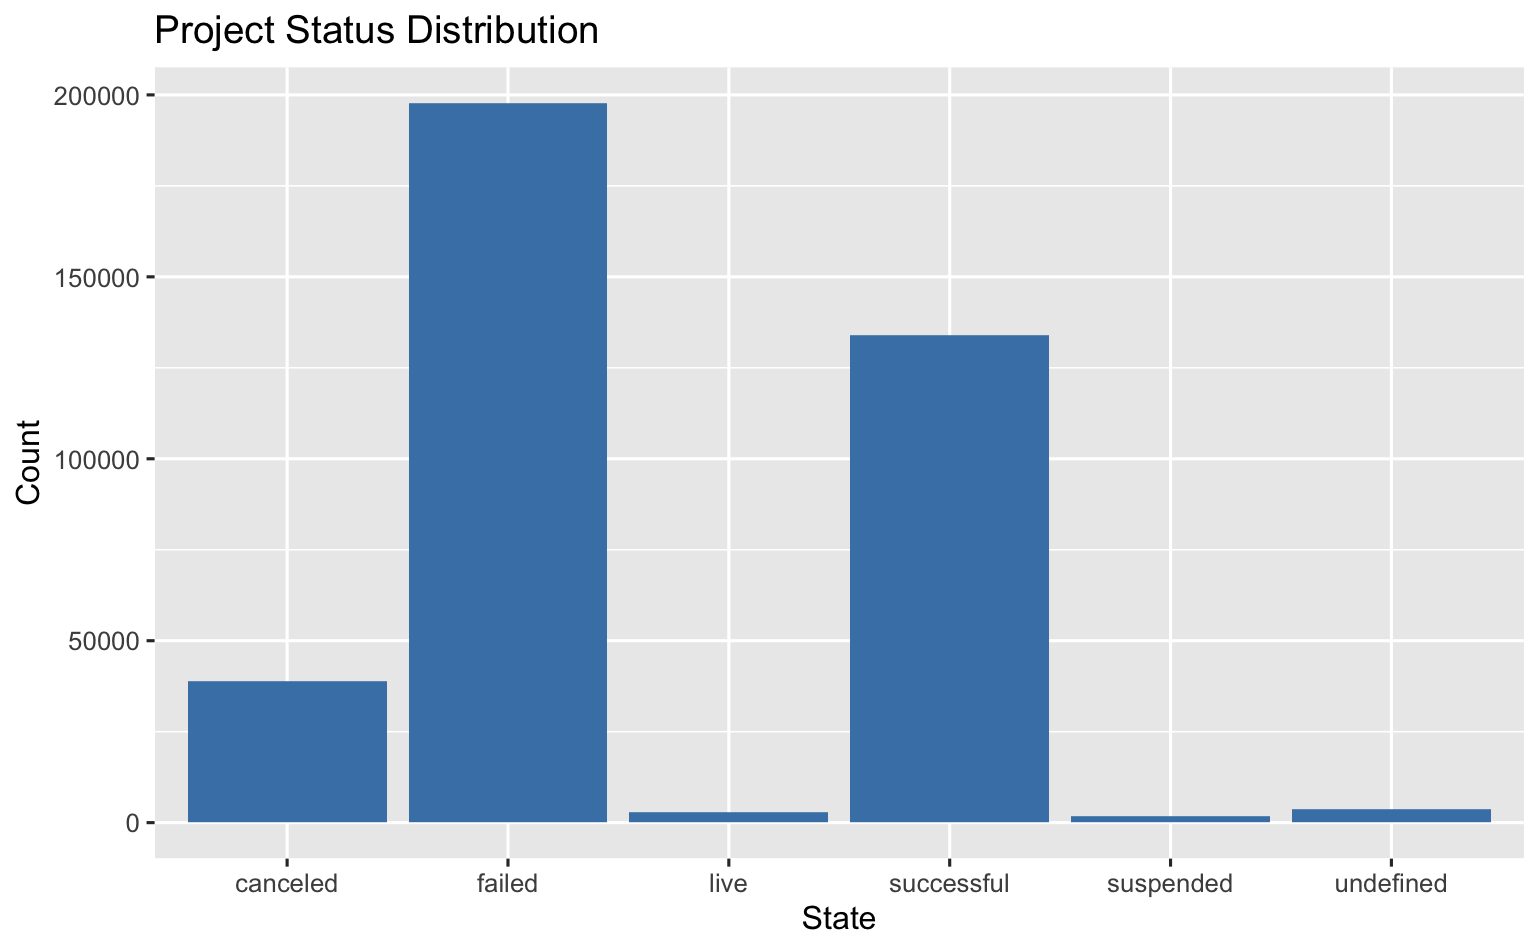 Project Status Distribution
200000
150000
100000
50000
0
Count
canceled failed live successful suspended undefined
State